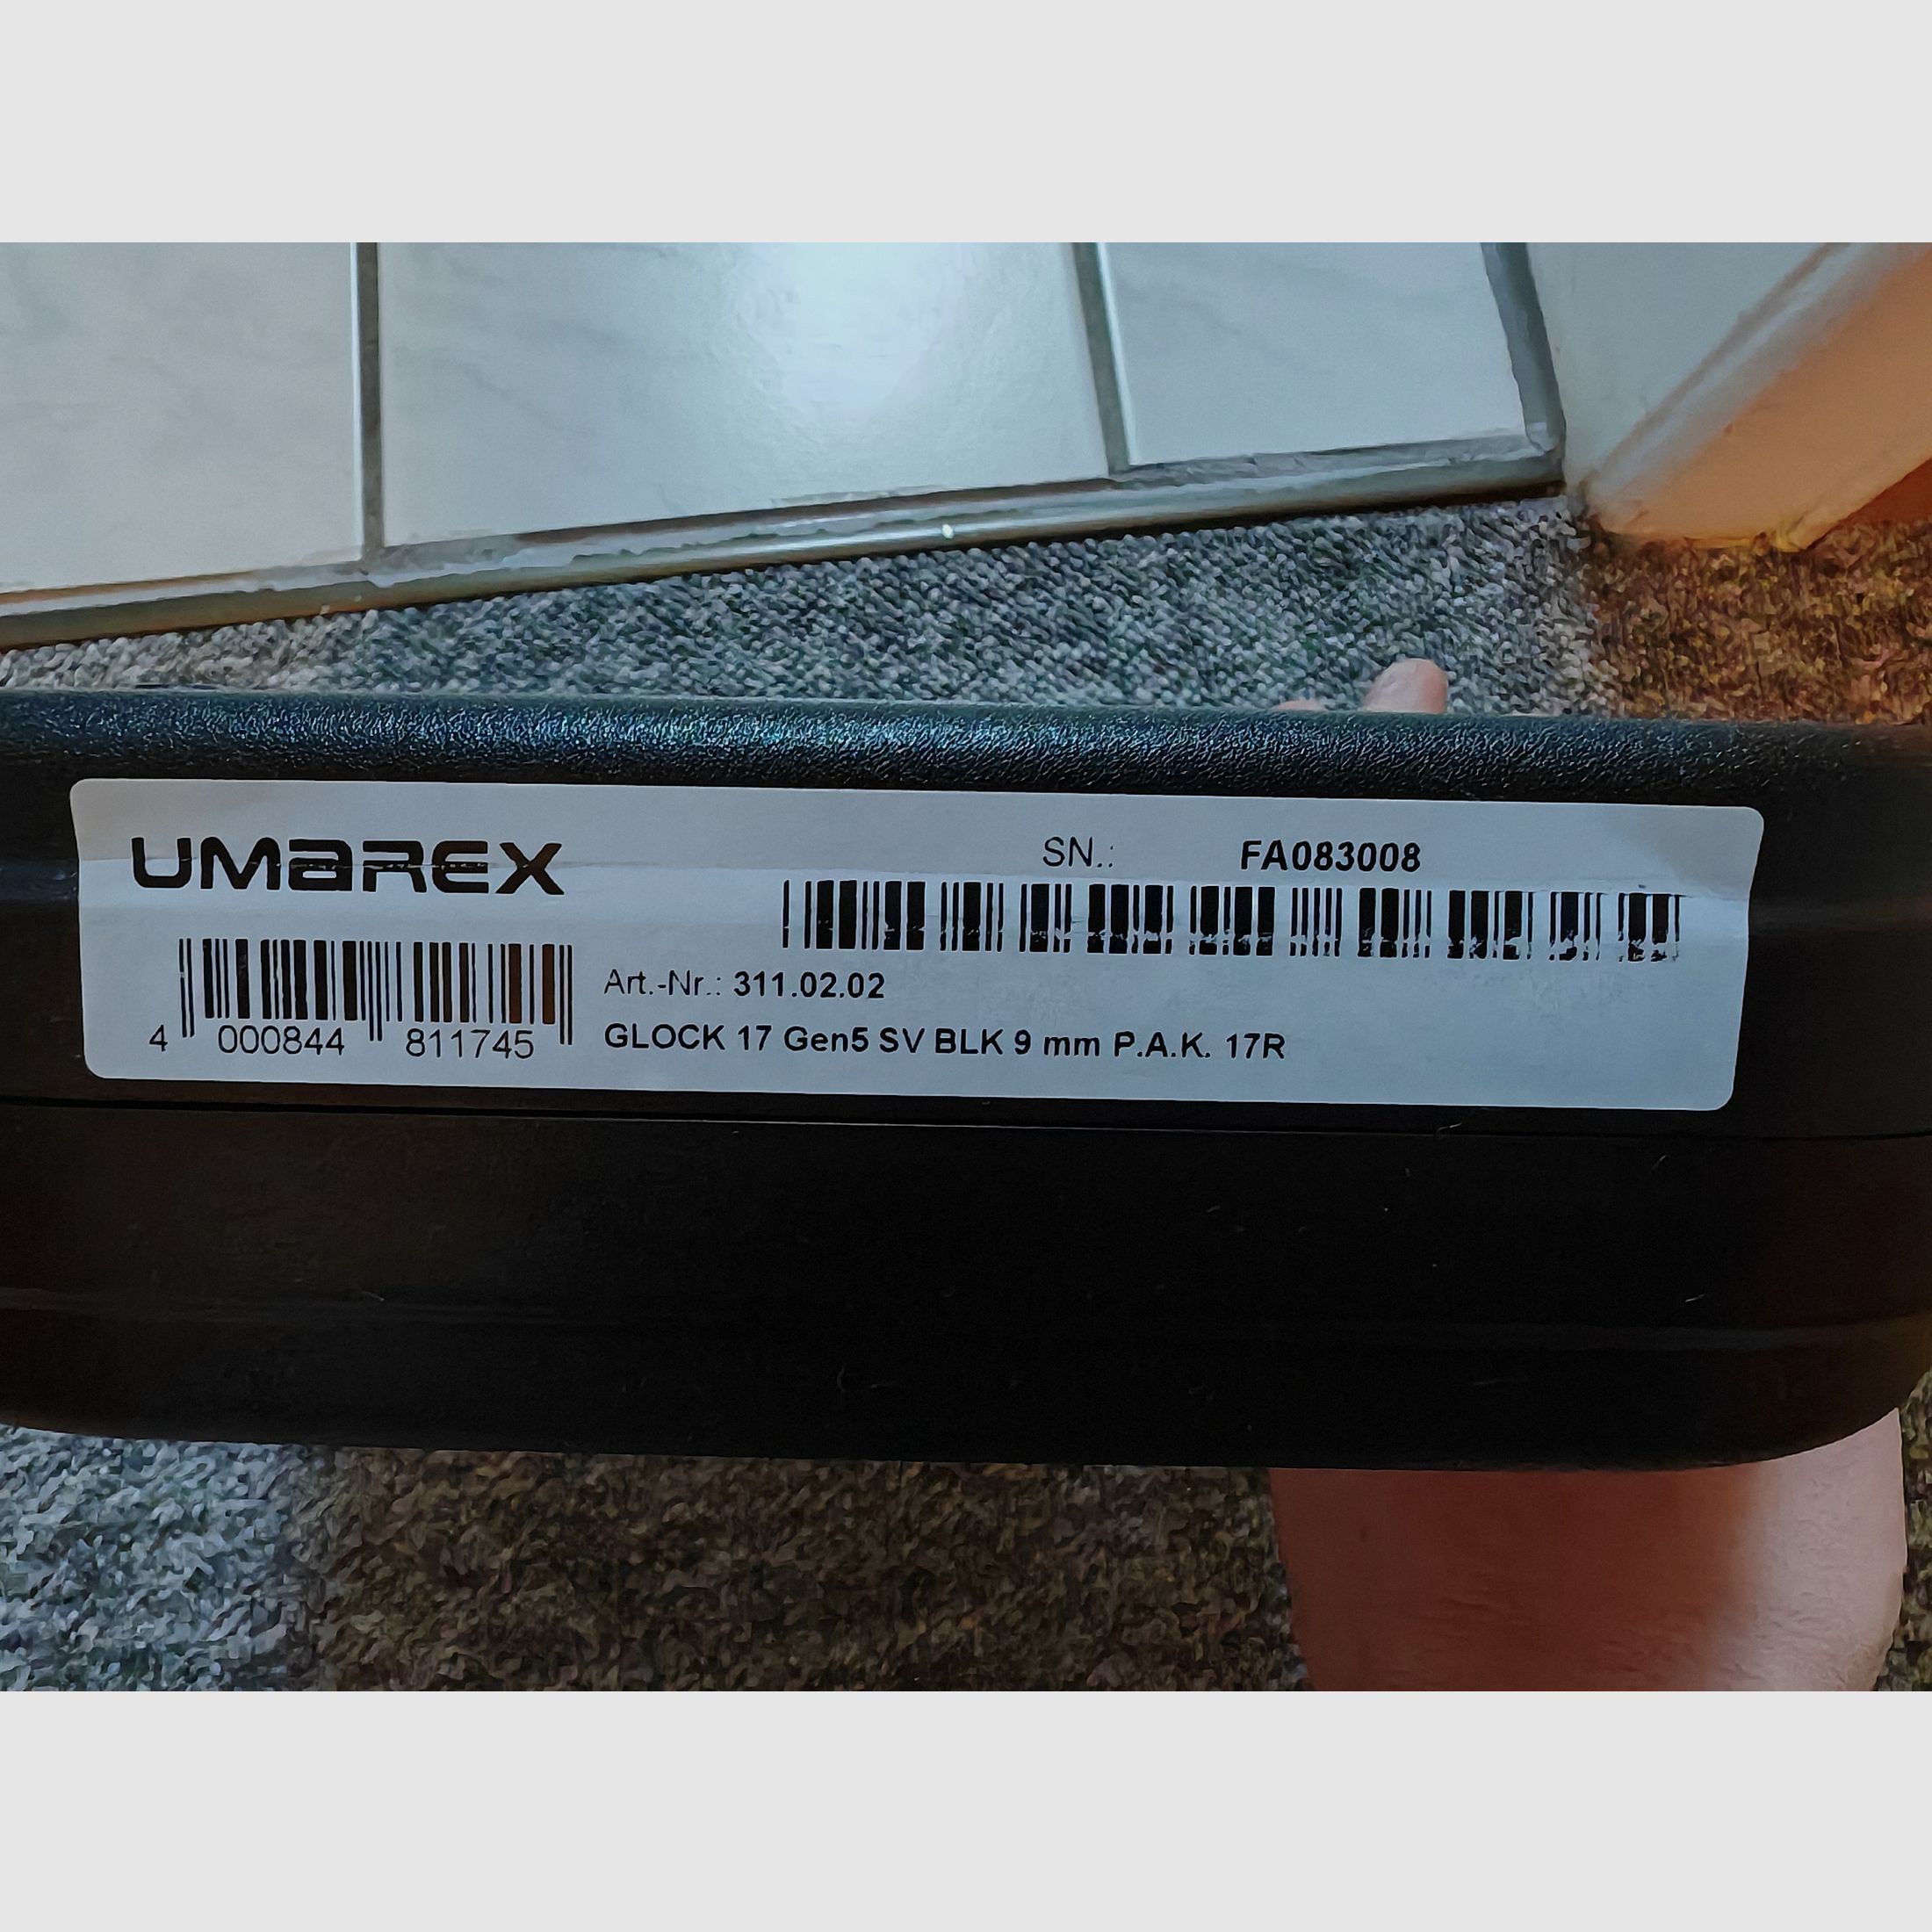 UMAREX
SN.: FA083008
Art.-Nr.: 311.02.02
4 000844 811745
GLOCK 17 Gen5 SV BLK 9 mm P.A.K. 17R